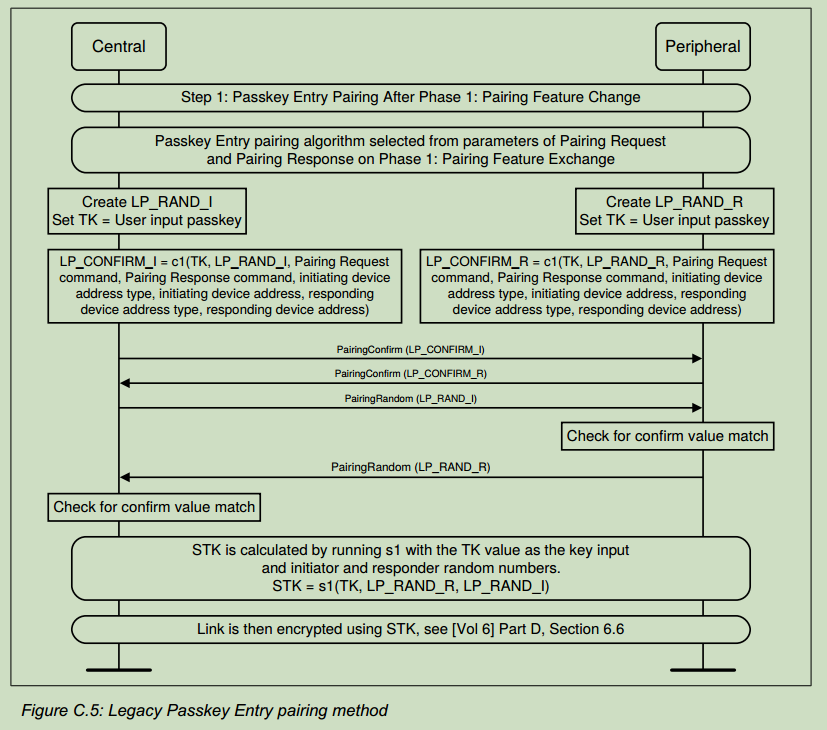 Central
Peripheral
Step 1: Passkey Entry Pairing After Phase 1: Pairing Feature Change
Passkey Entry pairing algorithm selected from parameters of Pairing Request
and Pairing Response on Phase 1: Pairing Feature Exchange
Create LP_RAND_I
Set TK = User input passkey
Create LP_RAND_R
Set TK = User input passkey
LP_CONFIRM_I = c1(TK, LP_RAND_I, Pairing Request
command, Pairing Response command, initiating device
address type, initiating device address, responding
device address type, responding device address)
LP_CONFIRM_R = c1(TK, LP_RAND_R, Pairing Request
command, Pairing Response command, initiating device
address type, initiating device address, responding
device address type, responding device address)
PairingConfirm (LP_CONFIRM_I)
PairingConfirm (LP_CONFIRM_R)
PairingRandom (LP_RAND_I)
Check for confirm value match
PairingRandom (LP_RAND_R)
Check for confirm value match
STK is calculated by running s1 with the TK value as the key input
and initiator and responder random numbers.
STK = s1(TK, LP_RAND_R, LP_RAND_I)
Link is then encrypted using STK, see [Vol 6] Part D, Section 6.6
Figure C.5: Legacy Passkey Entry pairing method